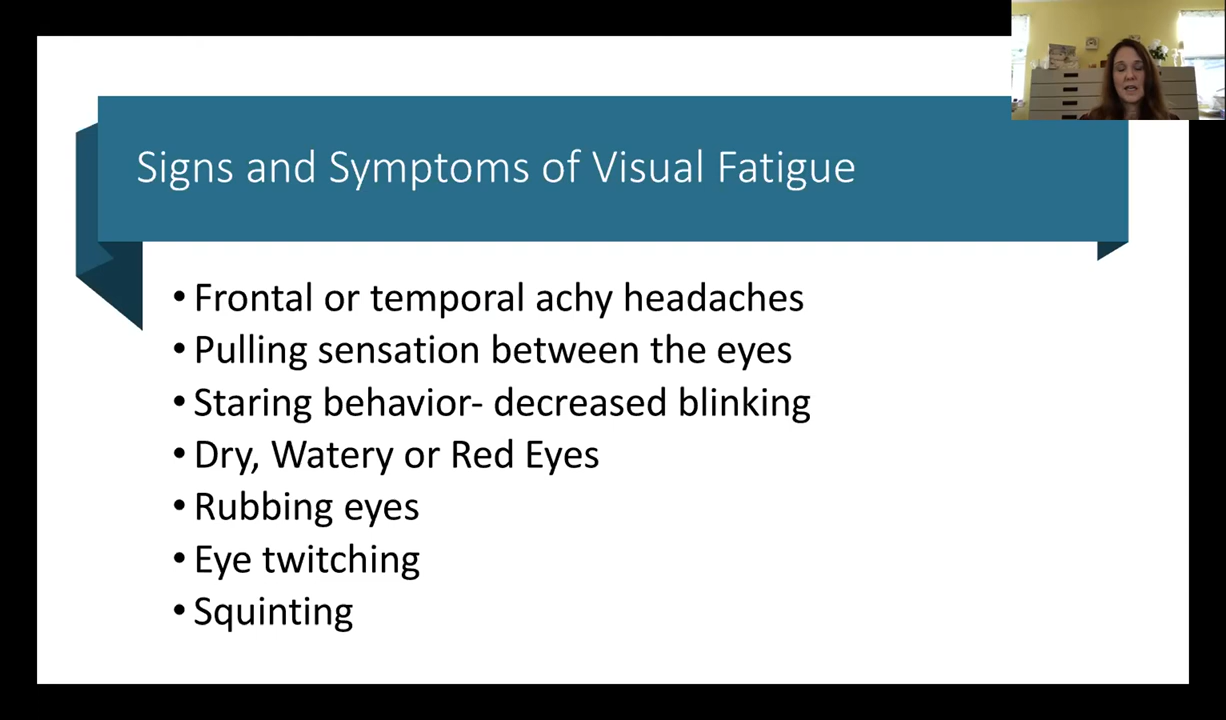 Signs and Symptoms of Visual Fatigue
• Frontal or temporal achy headaches
• Pulling sensation between the eyes
• Staring behavior- decreased blinking
• Dry, Watery or Red Eyes
• Rubbing eyes
• Eye twitching
• Squinting